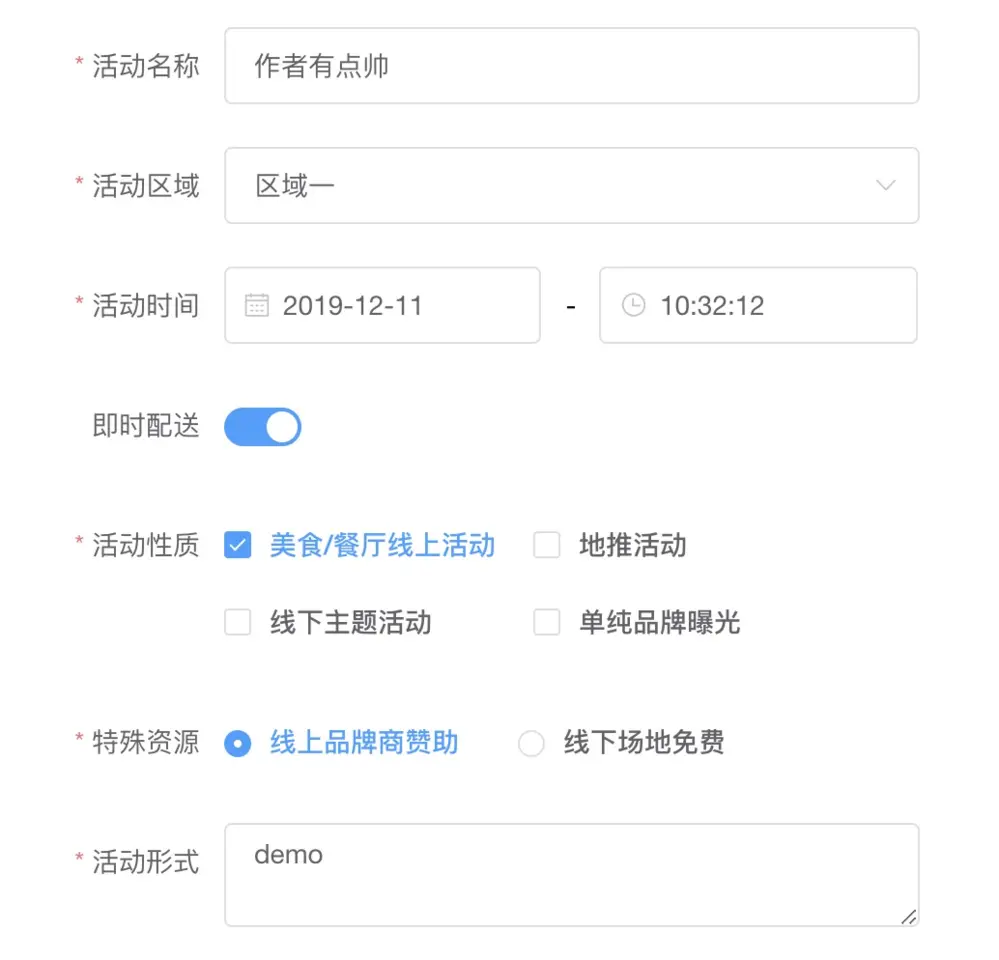 * 活动名称 作者有点帅
* 活动区域 区域一
* 活动时间 2019-12-11 - 10:32:12
即时配送
* 活动性质 美食/餐厅线上活动 地推活动
线下主题活动 单纯品牌曝光
* 特殊资源 线上品牌商赞助 线下场地免费
* 活动形式 demo